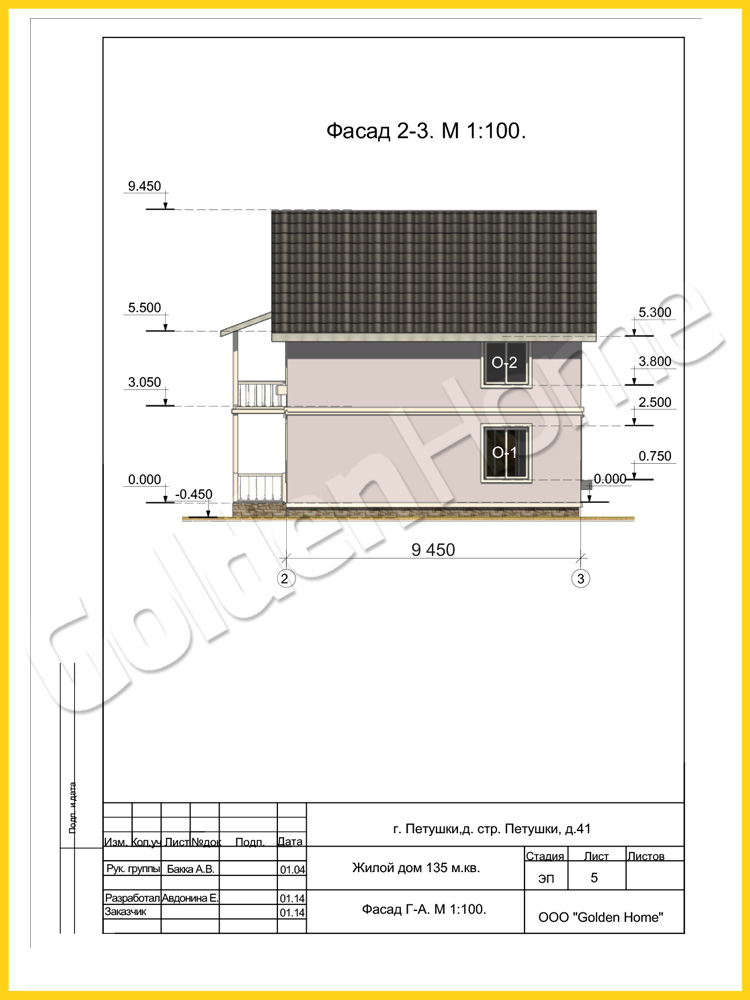 Фасад 2-3. М 1:100.
9.450
5.500
5.300
3.800
3.050
2.500
0.750
0.000
0.000
-0.450
О-2
О-1
9 450
2
3
GoldenHome
Подп. и дата
Изм. Кол.уч Лист №док Подп. Дата
г. Петушки,д. стр. Петушки, д.41
Рук. группы Бакка А.В. 01.04
Жилой дом 135 м.кв.
Стадия Лист Листов
ЭП 5
Разработал Авдонина Е. 01.14
Заказчик 01.14
Фасад Г-А. М 1:100.
ООО "Golden Home"